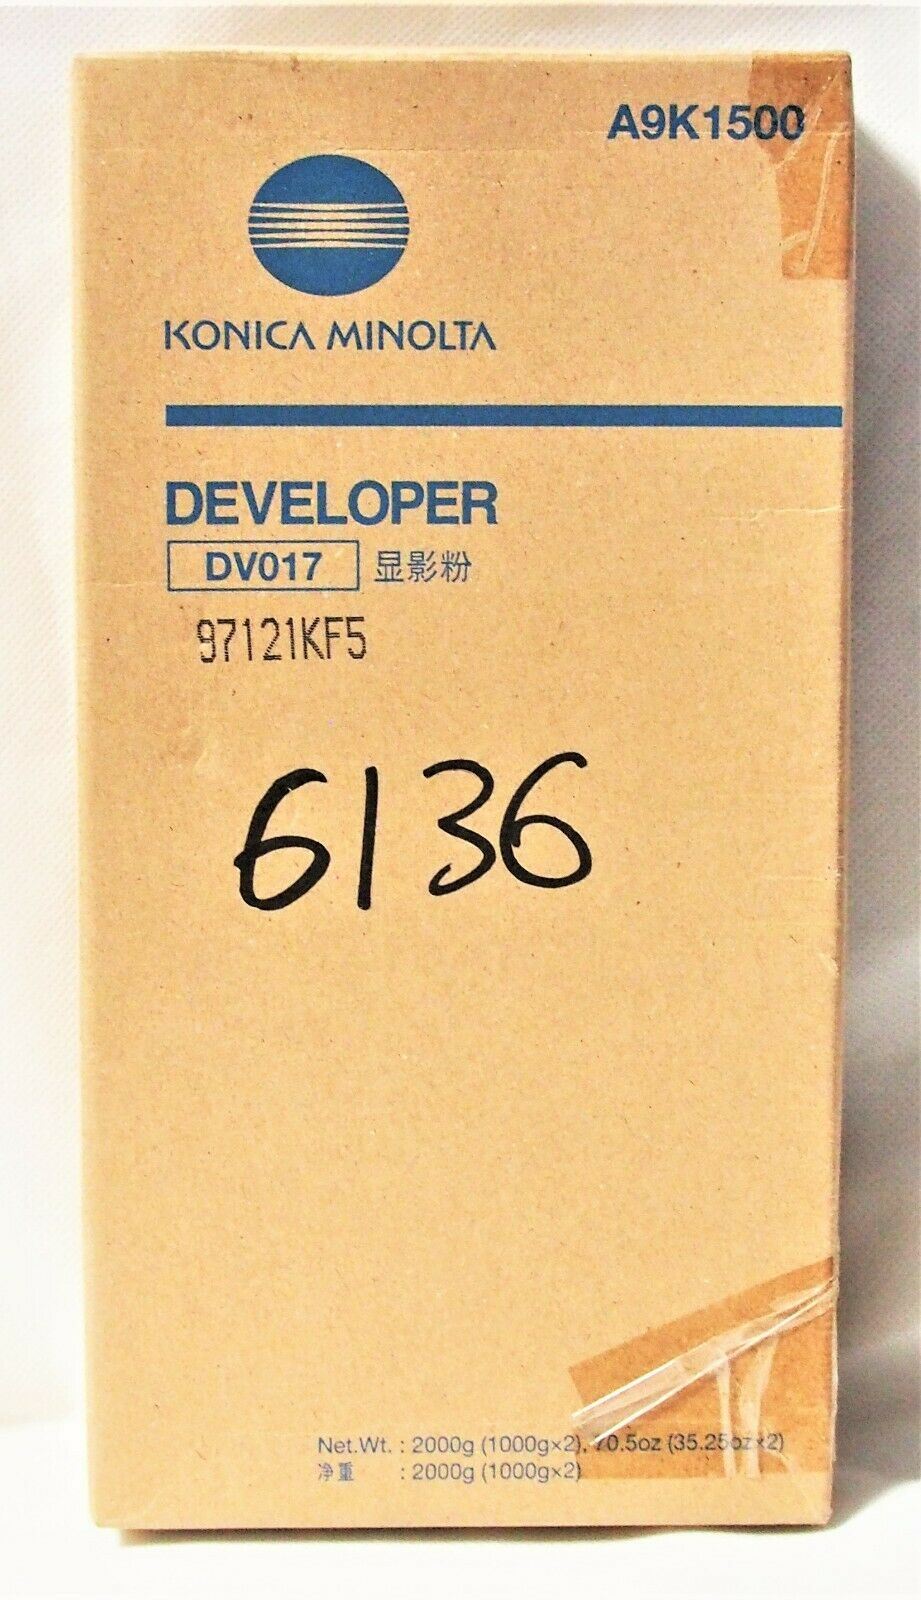 A9K1500
KONICA MINOLTA
DEVELOPER
DV017 显影粉
97121KF5
6136
Net.Wt. : 2000g (1000g×2), 70.5oz (35.25oz×2)
净重 : 2000g (1000g×2)